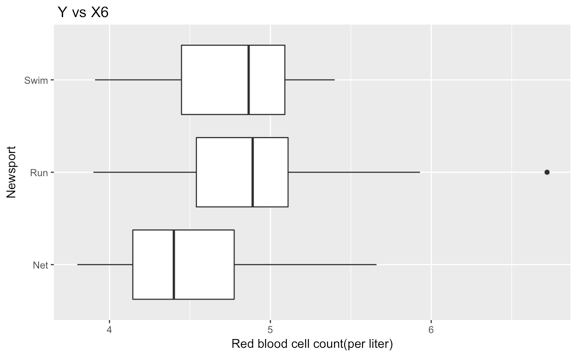 Y vs X6
Newsport
Swim
Run
Net
4 5 6
Red blood cell count(per liter)